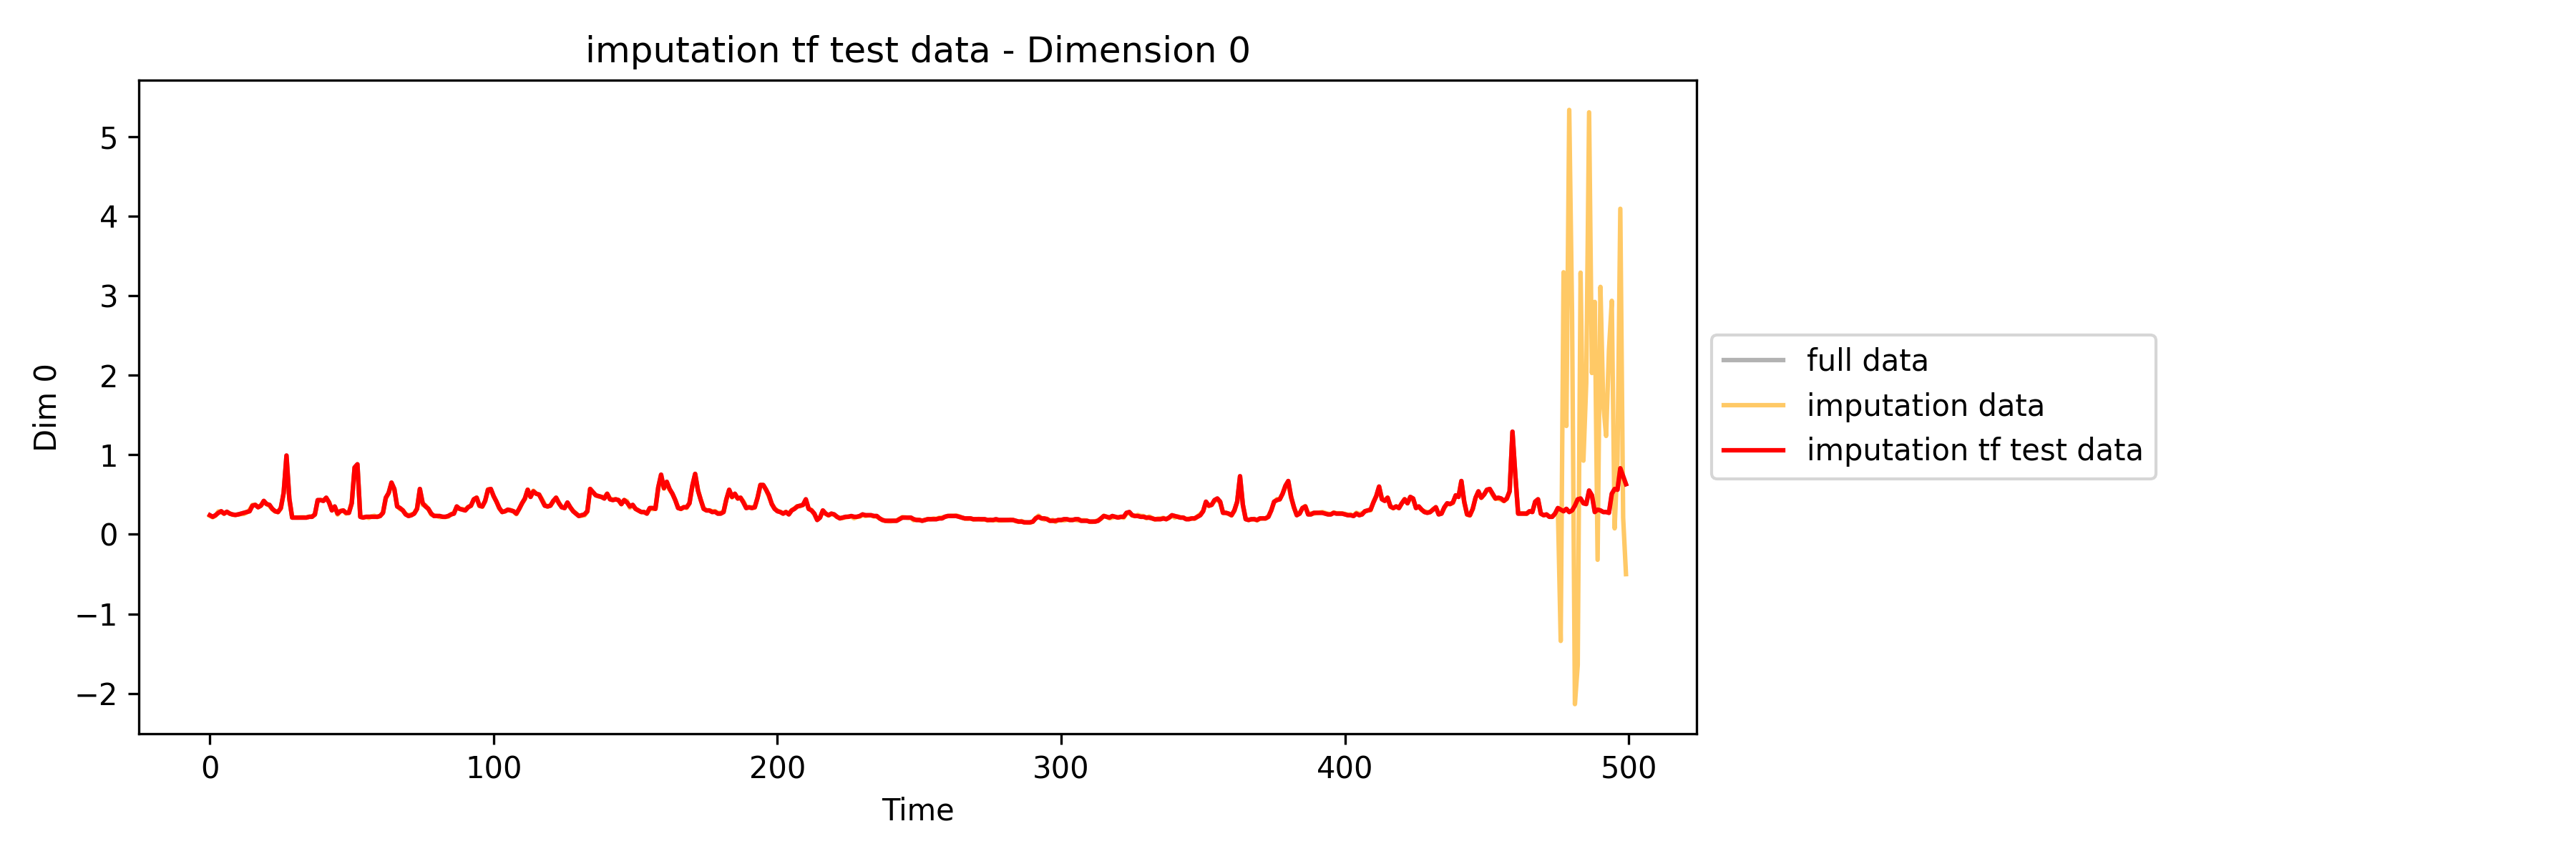 imputation tf test data - Dimension 0
5
4
3
2
1
0
−1
−2
Dim 0
0 100 200 300 400 500
Time
full data
imputation data
imputation tf test data